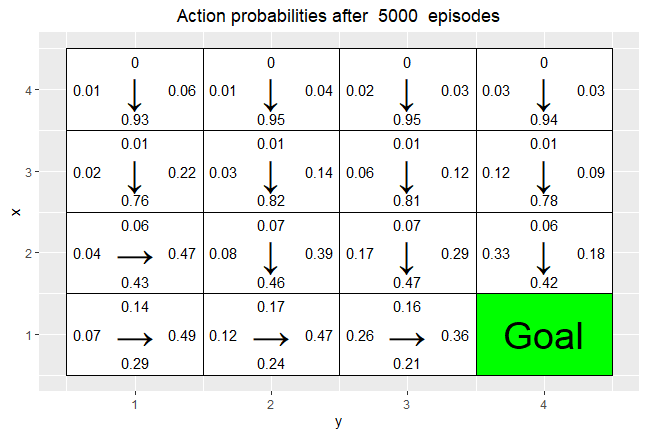 Action probabilities after 5000 episodes
0 0 0 0
4 0.01 0.06 0.01 0.04 0.02 0.03 0.03 0.03
0.93 0.95 0.95 0.94
0.01 0.01 0.01 0.01
3 0.02 0.22 0.03 0.14 0.06 0.12 0.12 0.09
0.76 0.82 0.81 0.78
x
0.06 0.07 0.07 0.06
2 0.04 0.47 0.08 0.39 0.17 0.29 0.33 0.18
0.43 0.46 0.47 0.42
0.14 0.17 0.16
1 0.07 0.49 0.12 0.47 0.26 0.36 Goal
0.29 0.24 0.21
1 2 3 4
y